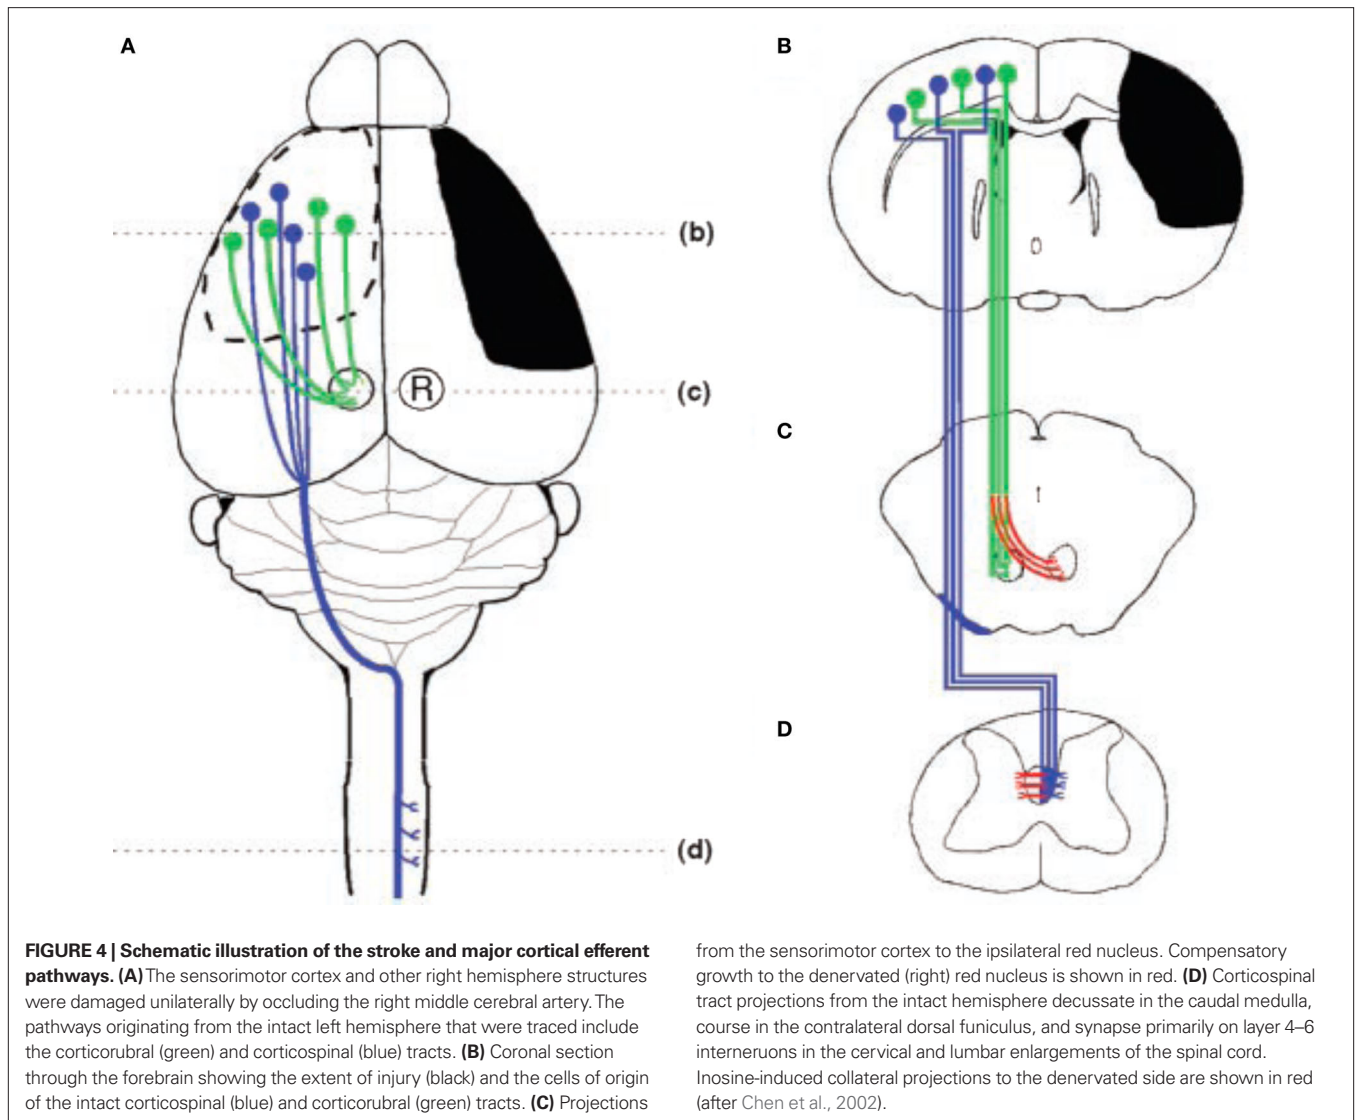 A
B
(b)
R
(c)
C
D
(d)
FIGURE 4 | Schematic illustration of the stroke and major cortical efferent
pathways. (A) The sensorimotor cortex and other right hemisphere structures
were damaged unilaterally by occluding the right middle cerebral artery. The
pathways originating from the intact left hemisphere that were traced include
the corticorubral (green) and corticospinal (blue) tracts. (B) Coronal section
through the forebrain showing the extent of injury (black) and the cells of origin
of the intact corticospinal (blue) and corticorubral (green) tracts. (C) Projections
from the sensorimotor cortex to the ipsilateral red nucleus. Compensatory
growth to the denervated (right) red nucleus is shown in red. (D) Corticospinal
tract projections from the intact hemisphere decussate in the caudal medulla,
course in the contralateral dorsal funiculus, and synapse primarily on layer 4–6
interneruons in the cervical and lumbar enlargements of the spinal cord.
Inosine-induced collateral projections to the denervated side are shown in red
(after Chen et al., 2002).